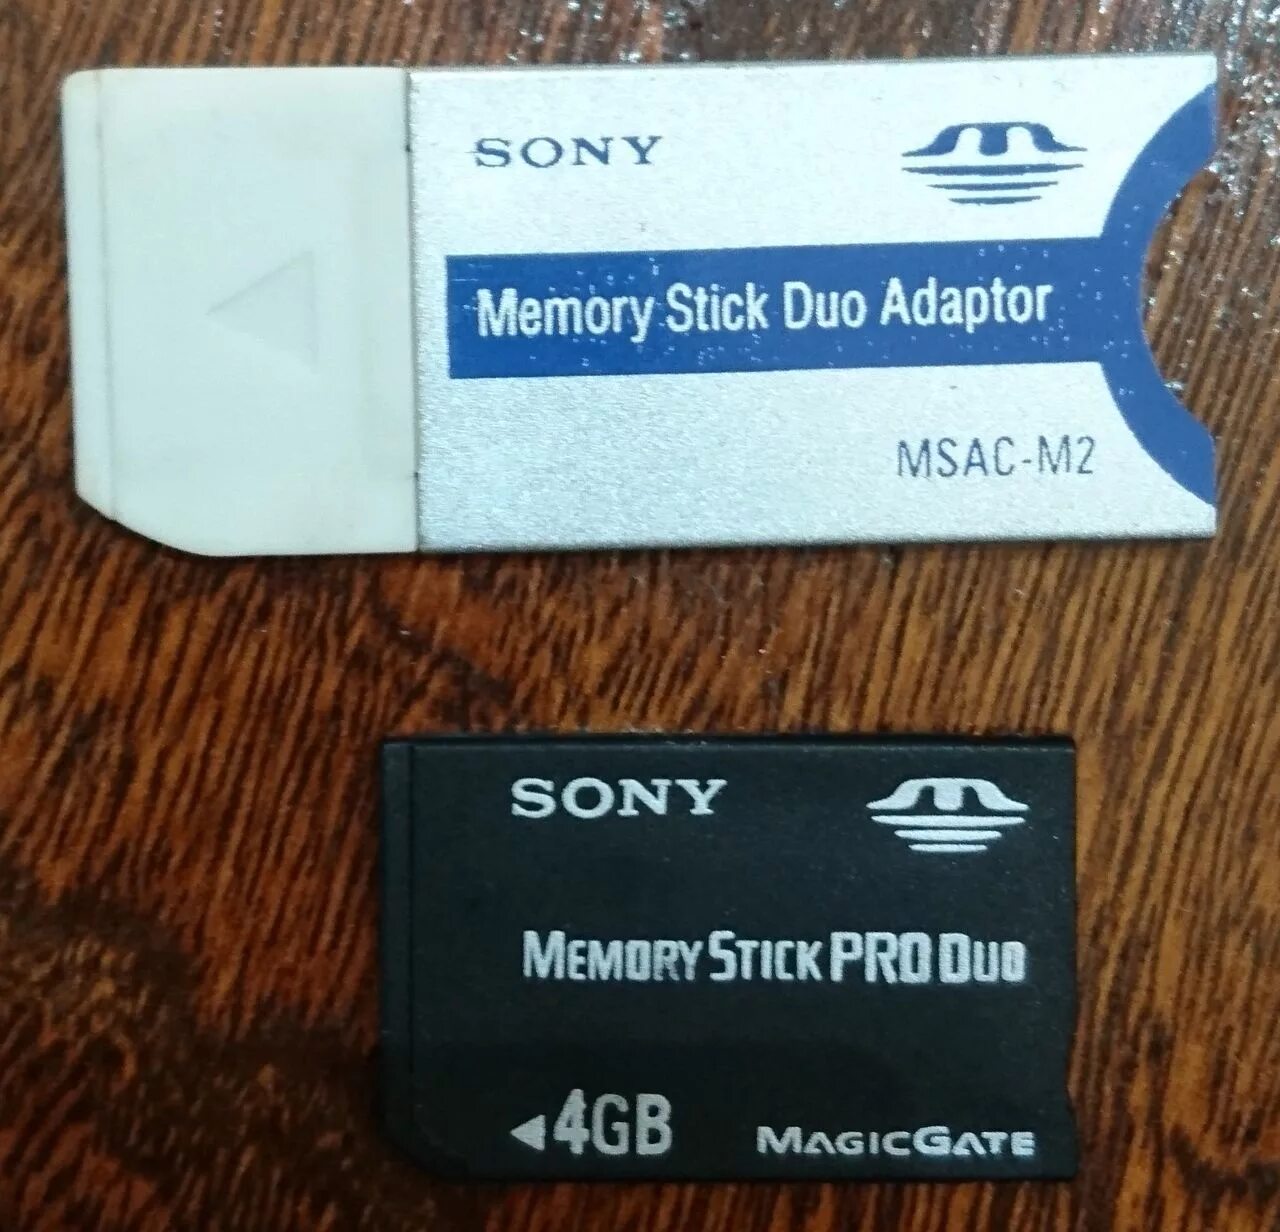 SONY
Memory Stick Duo Adaptor
MSAC-M2
SONY
MEMORY STICK PRO DUO
4GB MAGICGATE